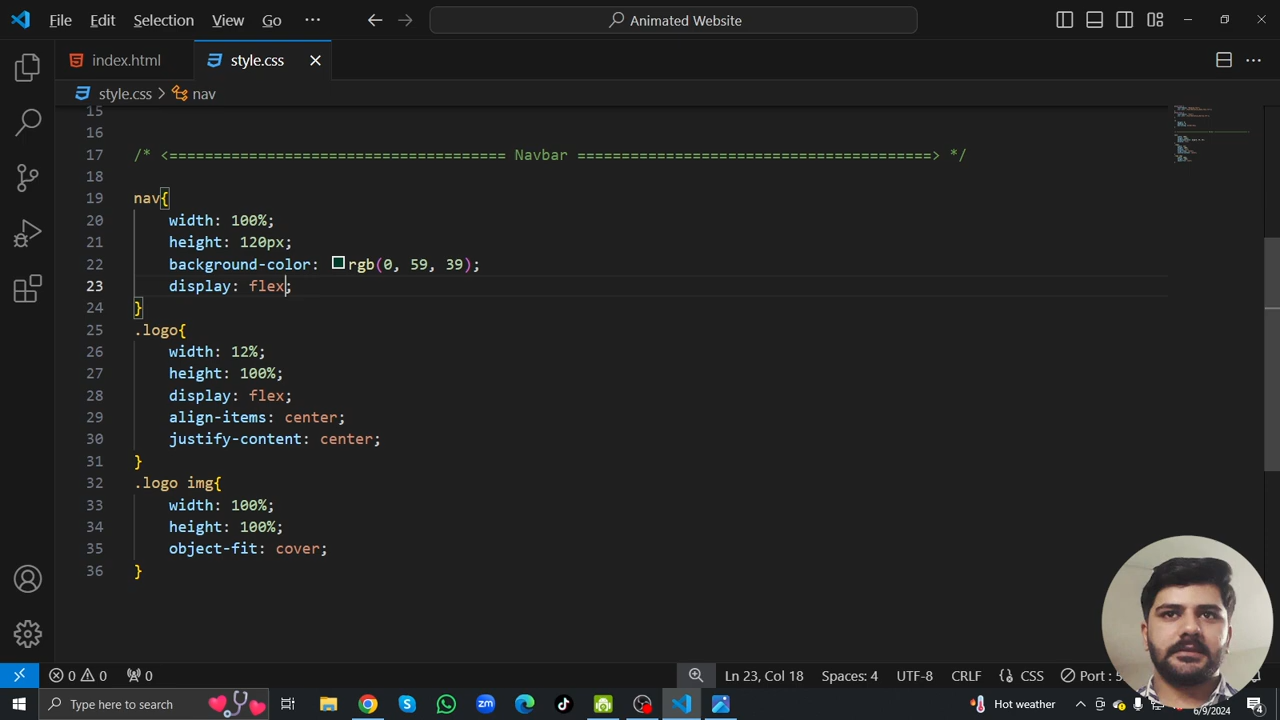 File Edit Selection View Go ··· Animated Website
index.html style.css
style.css > nav
15
16
17 /* <====================================== Navbar ========================================> */
18
19 nav{
20 width: 100%;
21 height: 120px;
22 background-color: rgb(0, 59, 39);
23 display: flex;
24 }
25 .logo{
26 width: 12%;
27 height: 100%;
28 display: flex;
29 align-items: center;
30 justify-content: center;
31 }
32 .logo img{
33 width: 100%;
34 height: 100%;
35 object-fit: cover;
36 }
0 0 0 Ln 23, Col 18 Spaces: 4 UTF-8 CRLF {} CSS Port :
Type here to search Hot weather 6/9/2024 4